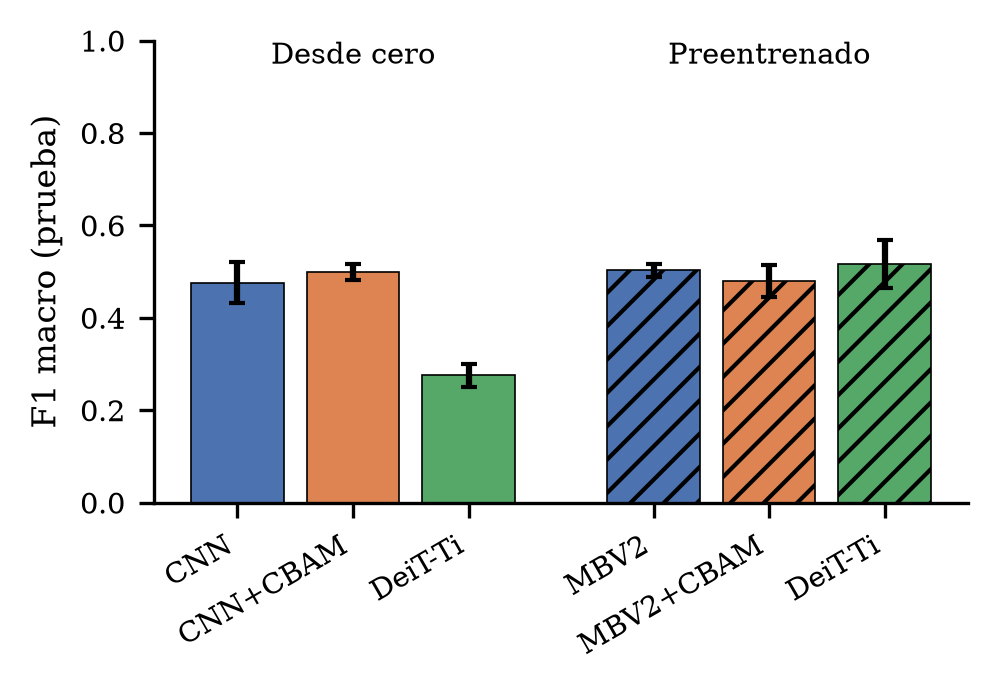 Desde cero
Preentrenado
F1 macro (prueba)
1.0
0.8
0.6
0.4
0.2
0.0
CNN
CNN+CBAM
DeiT-Ti
MBV2
MBV2+CBAM
DeiT-Ti